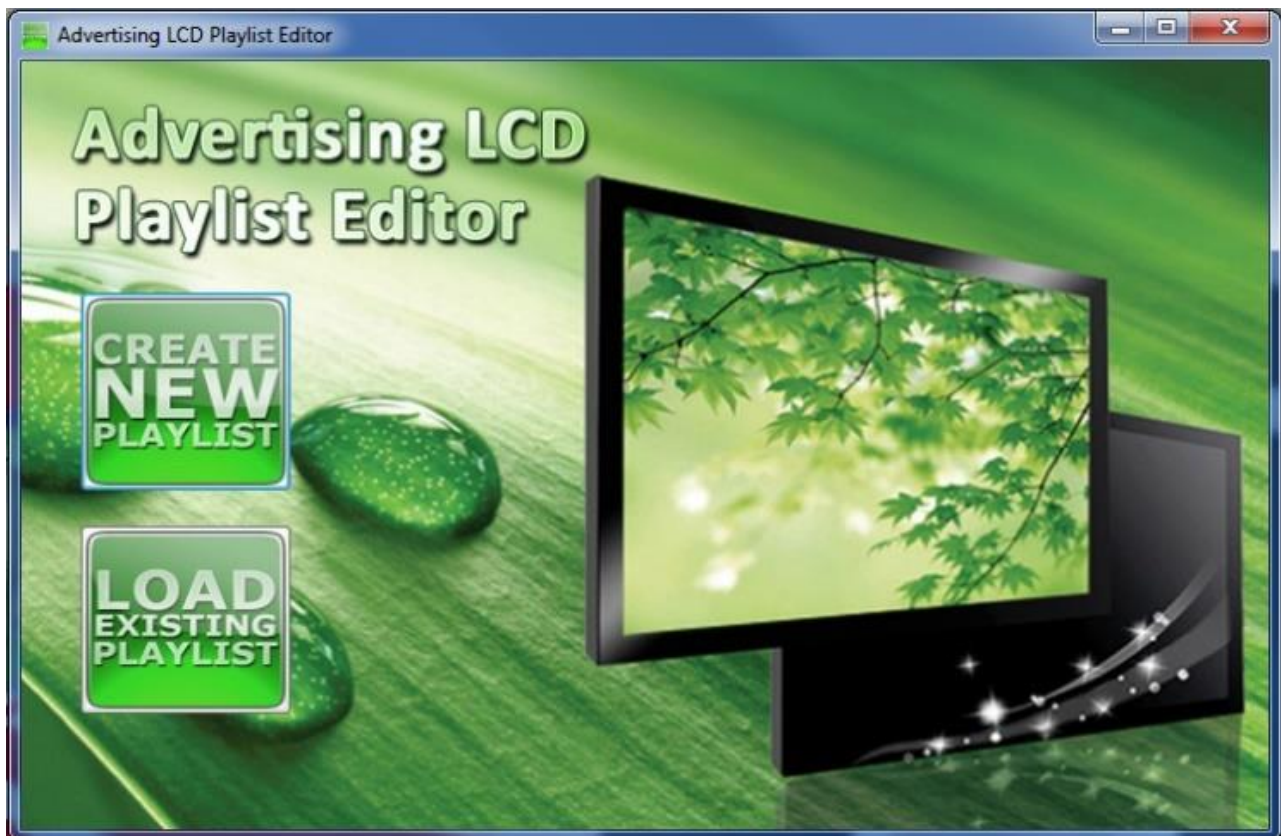 Advertising LCD Playlist Editor
Advertising LCD
Playlist Editor
CREATE
NEW
PLAYLIST
LOAD
EXISTING
PLAYLIST